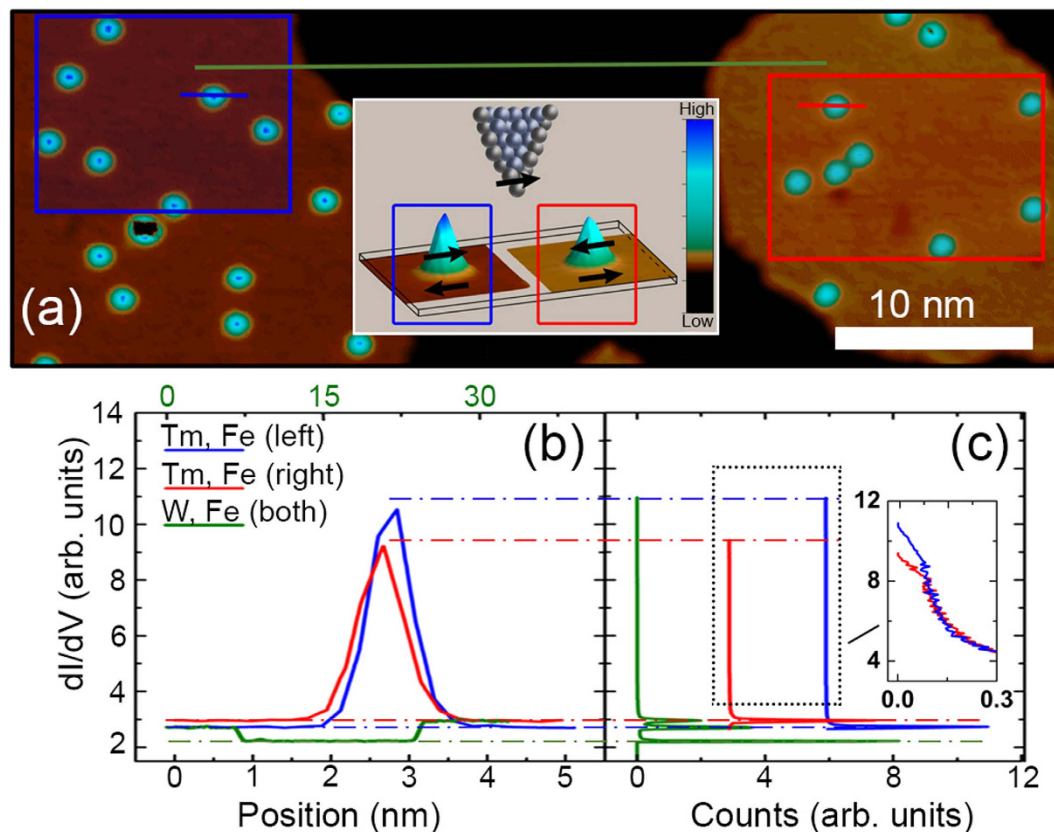 High
Low
(a)
10 nm
0 15 30
14
12
10
8
6
4
2
dI/dV (arb. units)
Tm, Fe (left)
Tm, Fe (right)
W, Fe (both)
(b)
0 1 2 3 4 5
Position (nm)
(c)
12
8
4
0.0 0.3
0 4 8 12
Counts (arb. units)